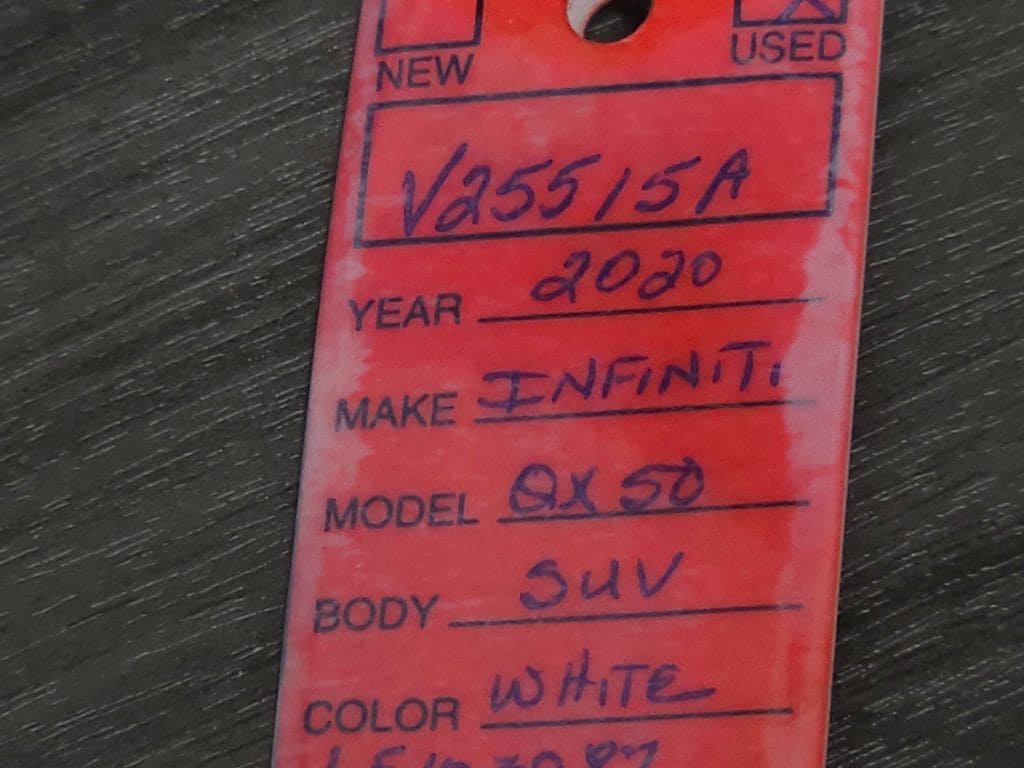 NEW USED
V25515A
YEAR 2020
MAKE INFINITI
MODEL QX50
BODY SUV
COLOR WHITE